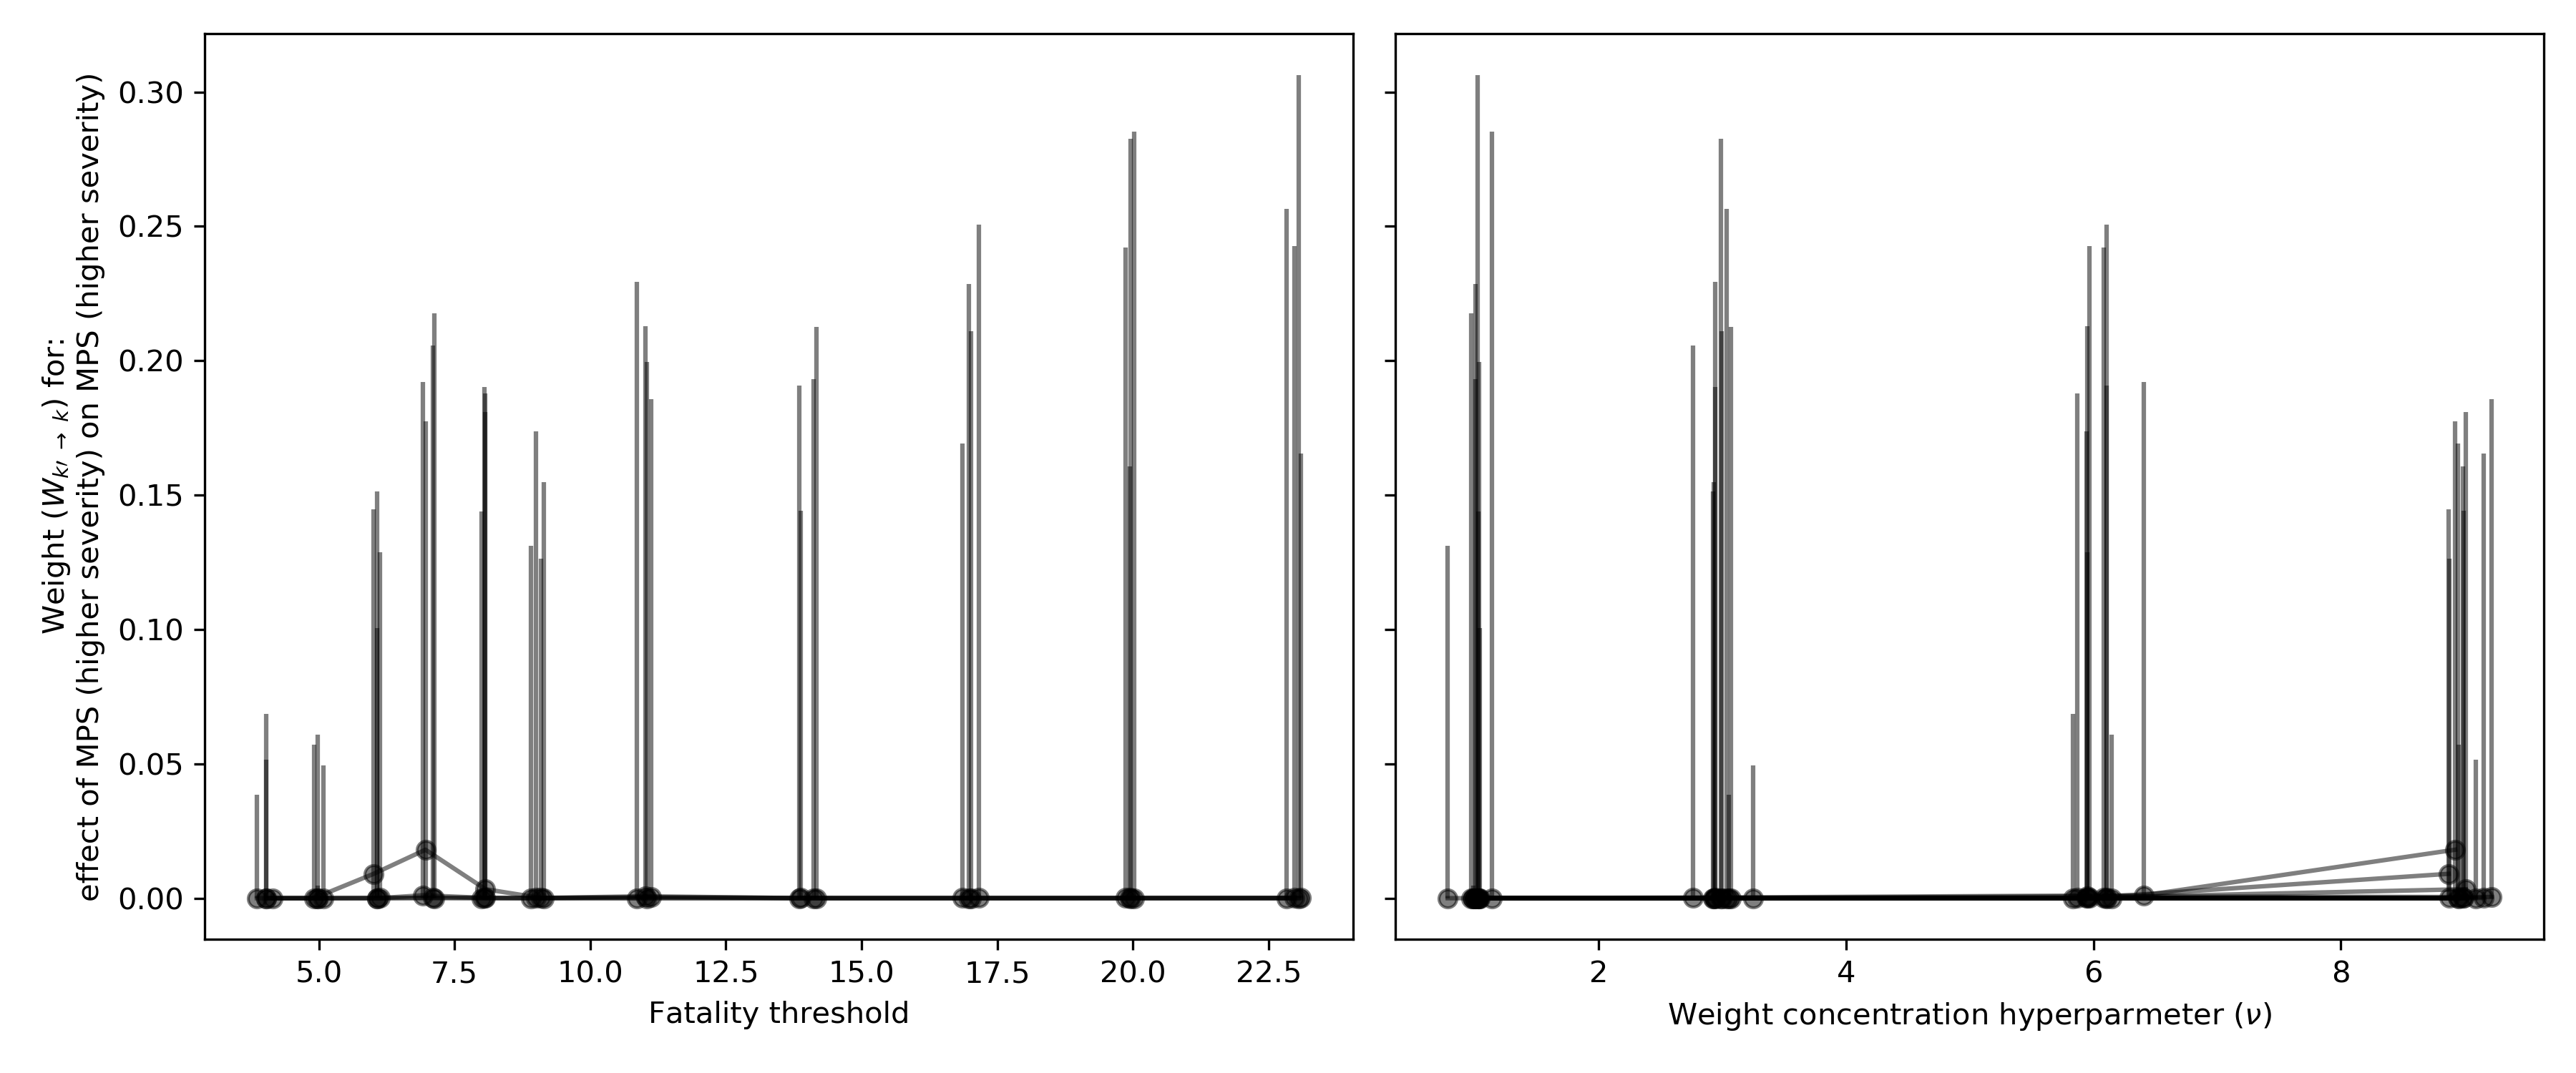 Weight (W_{k′→k}) for:
effect of MPS (higher severity) on MPS (higher severity)
0.30
0.25
0.20
0.15
0.10
0.05
0.00
5.0 7.5 10.0 12.5 15.0 17.5 20.0 22.5
Fatality threshold
2 4 6 8
Weight concentration hyperparmeter (ν)